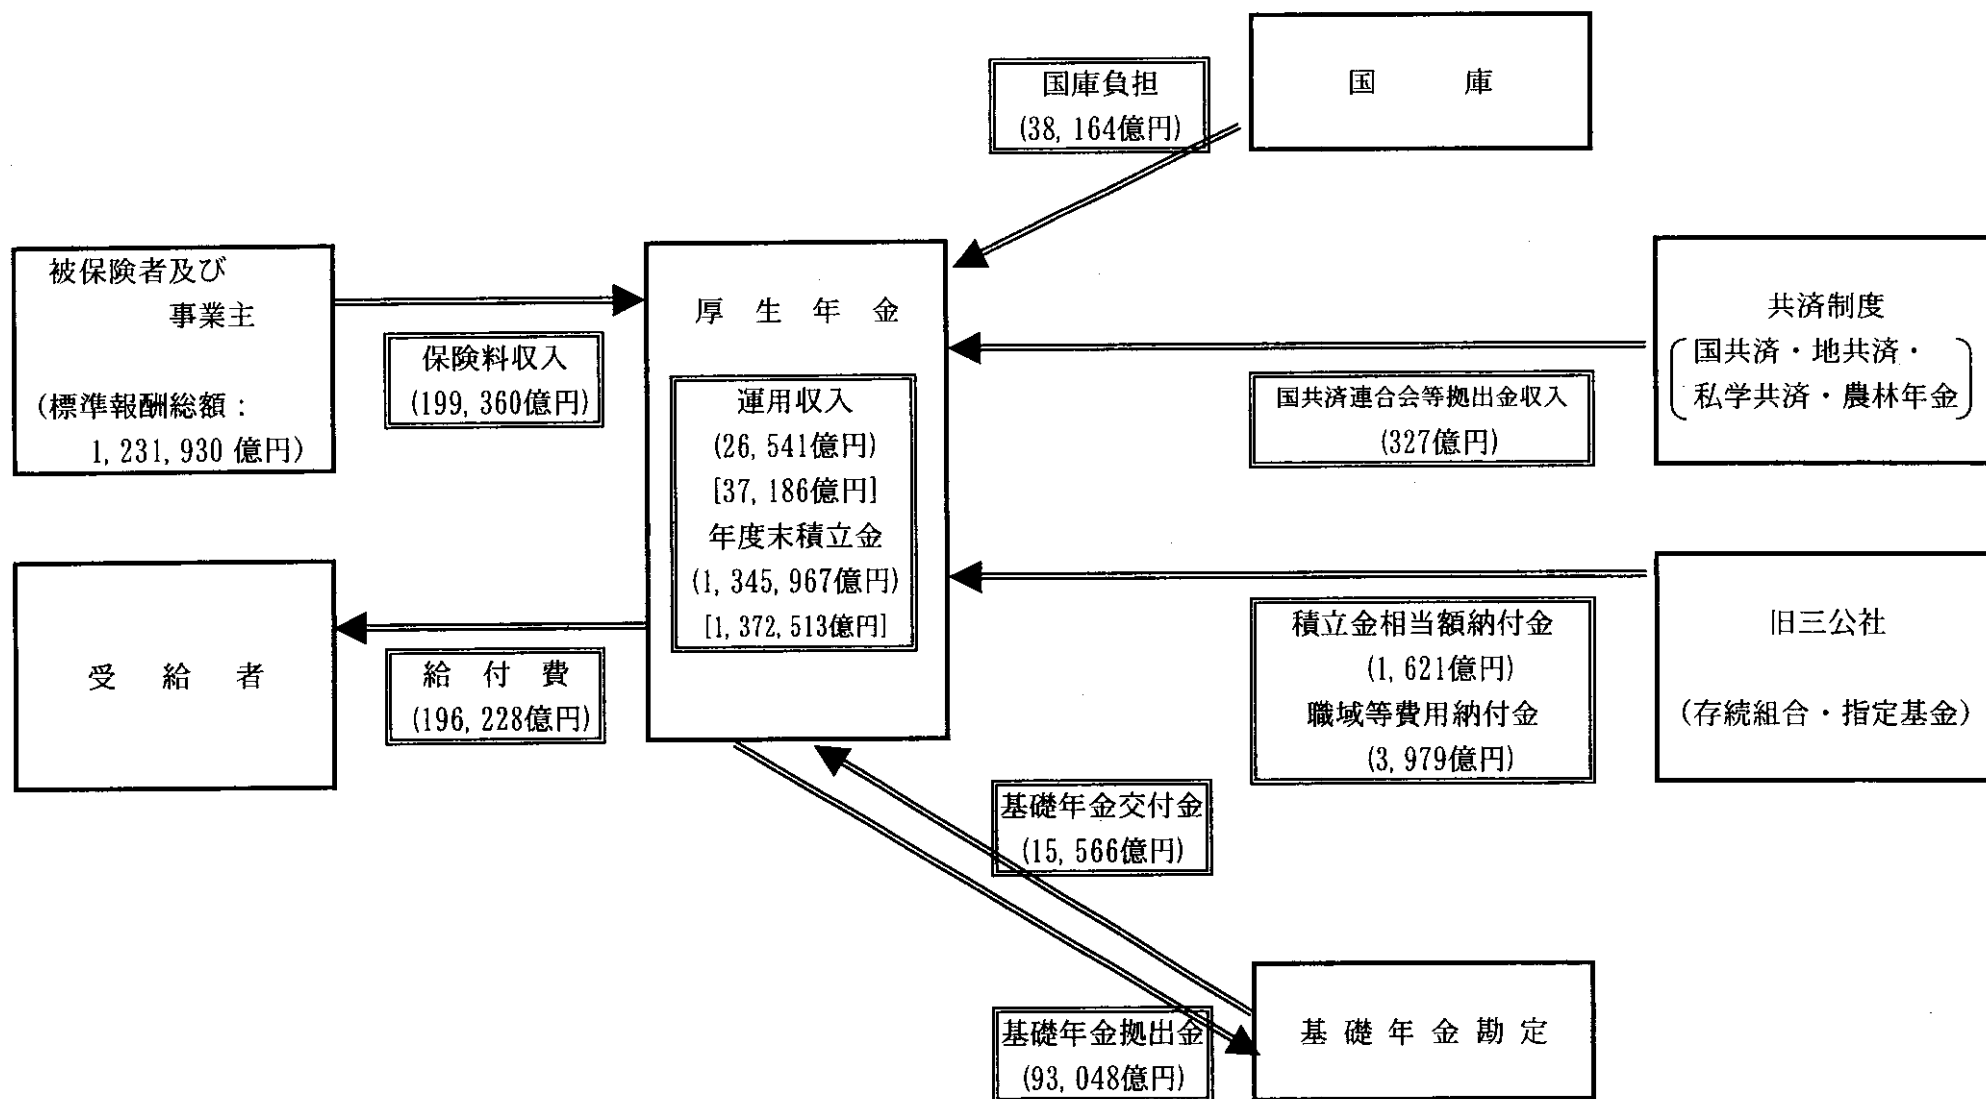 国　　庫
国庫負担
(38,164億円)
被保険者及び
事業主
(標準報酬総額：
1,231,930億円)
保険料収入
(199,360億円)
厚　生　年　金
運用収入
(26,541億円)
[37,186億円]
年度末積立金
(1,345,967億円)
[1,372,513億円]
共済制度
国共済・地共済・
私学共済・農林年金
国共済連合会等拠出金収入
(327億円)
受　給　者
給　付　費
(196,228億円)
積立金相当額納付金
(1,621億円)
職域等費用納付金
(3,979億円)
旧三公社
(存続組合・指定基金)
基礎年金交付金
(15,566億円)
基礎年金拠出金
(93,048億円)
基 礎 年 金 勘 定